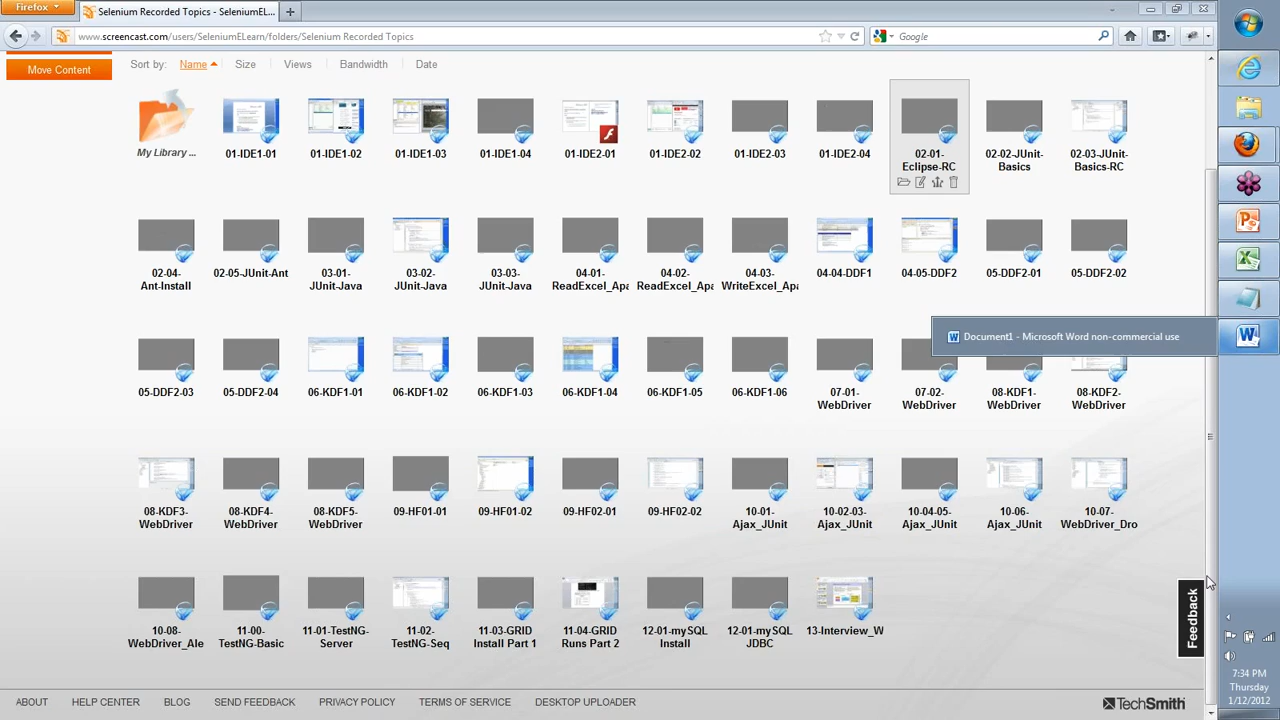 Firefox
Selenium Recorded Topics - SeleniumEL...
www.screencast.com/users/SeleniumELearn/folders/Selenium Recorded Topics
Google
Move Content
Sort by: Name Size Views Bandwidth Date
My Library ...
01-IDE1-01
01-IDE1-02
01-IDE1-03
01-IDE1-04
01-IDE2-01
01-IDE2-02
01-IDE2-03
01-IDE2-04
02-01-
Eclipse-RC
02-02-JUnit-
Basics
02-03-JUnit-
Basics-RC
02-04-
Ant-Install
02-05-JUnit-Ant
03-01-
JUnit-Java
03-02-
JUnit-Java
03-03-
JUnit-Java
04-01-
ReadExcel_Apa
04-02-
ReadExcel_Apa
04-03-
WriteExcel_Apa
04-04-DDF1
04-05-DDF2
05-DDF2-01
05-DDF2-02
Document1 - Microsoft Word non-commercial use
05-DDF2-03
05-DDF2-04
06-KDF1-01
06-KDF1-02
06-KDF1-03
06-KDF1-04
06-KDF1-05
06-KDF1-06
07-01-
WebDriver
07-02-
WebDriver
08-KDF1-
WebDriver
08-KDF2-
WebDriver
08-KDF3-
WebDriver
08-KDF4-
WebDriver
08-KDF5-
WebDriver
09-HF01-01
09-HF01-02
09-HF02-01
09-HF02-02
10-01-
Ajax_JUnit
10-02-03-
Ajax_JUnit
10-04-05-
Ajax_JUnit
10-06-
Ajax_JUnit
10-07-
WebDriver_Dro
10-08-
WebDriver_Ale
11-00-
TestNG-Basic
11-01-TestNG-
Server
11-02-
TestNG-Seq
11-03-GRID
Install Part 1
11-04-GRID
Runs Part 2
12-01-mySQL
Install
12-01-mySQL
JDBC
13-Interview_W
Feedback
ABOUT HELP CENTER BLOG SEND FEEDBACK PRIVACY POLICY TERMS OF SERVICE DESKTOP UPLOADER
TechSmith
7:34 PM
Thursday
1/12/2012